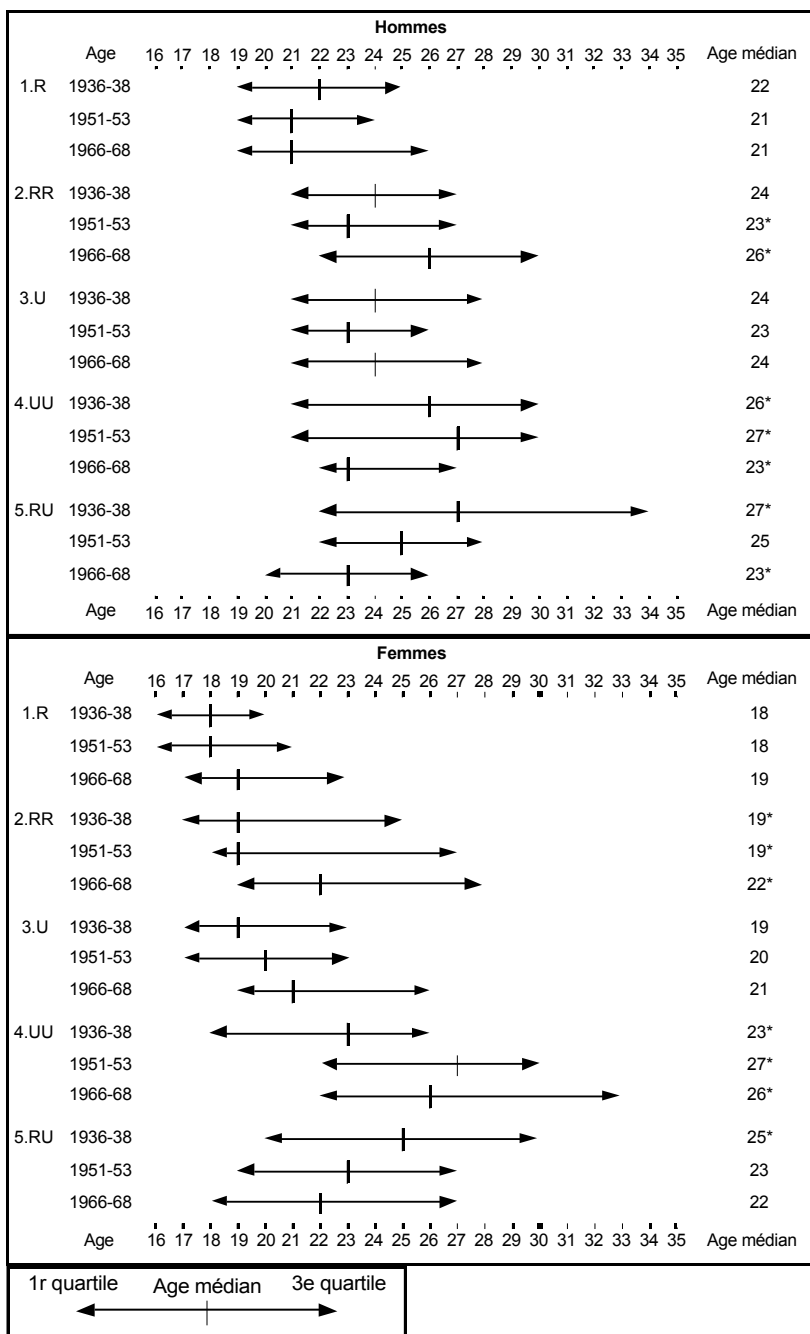 Hommes
Age 16 17 18 19 20 21 22 23 24 25 26 27 28 29 30 31 32 33 34 35 Age médian
1.R 1936-38 22
1951-53 21
1966-68 21
2.RR 1936-38 24
1951-53 23*
1966-68 26*
3.U 1936-38 24
1951-53 23
1966-68 24
4.UU 1936-38 26*
1951-53 27*
1966-68 23*
5.RU 1936-38 27*
1951-53 25
1966-68 23*
Age 16 17 18 19 20 21 22 23 24 25 26 27 28 29 30 31 32 33 34 35 Age médian
Femmes
Age 16 17 18 19 20 21 22 23 24 25 26 27 28 29 30 31 32 33 34 35 Age médian
1.R 1936-38 18
1951-53 18
1966-68 19
2.RR 1936-38 19*
1951-53 19*
1966-68 22*
3.U 1936-38 19
1951-53 20
1966-68 21
4.UU 1936-38 23*
1951-53 27*
1966-68 26*
5.RU 1936-38 25*
1951-53 23
1966-68 22
Age 16 17 18 19 20 21 22 23 24 25 26 27 28 29 30 31 32 33 34 35 Age médian
1r quartile Age médian 3e quartile